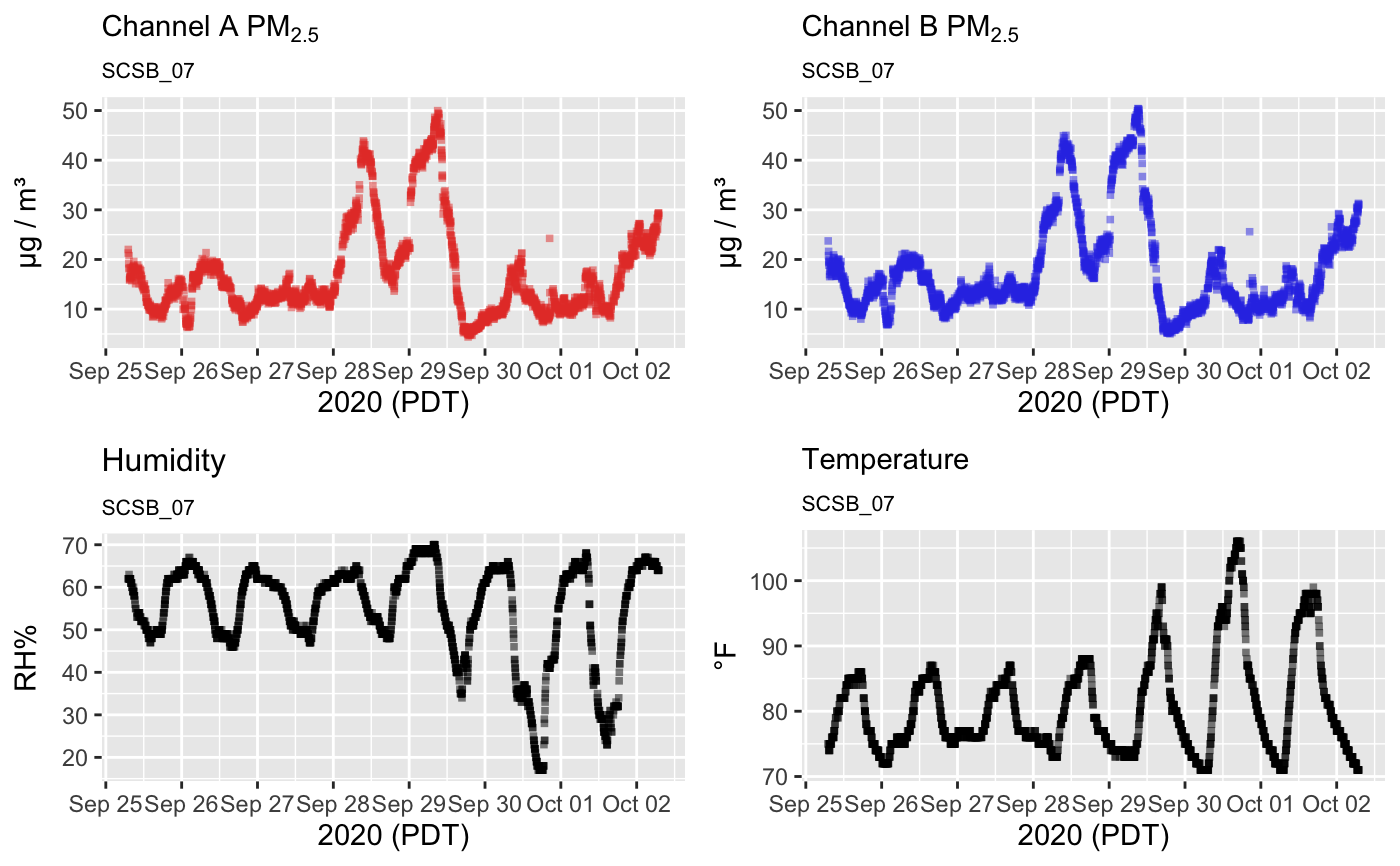 Channel A PM2.5
SCSB_07
50
40
30
20
10
µg / m³
Sep 25 Sep 26 Sep 27 Sep 28 Sep 29 Sep 30 Oct 01 Oct 02
2020 (PDT)
Channel B PM2.5
SCSB_07
50
40
30
20
10
µg / m³
Sep 25 Sep 26 Sep 27 Sep 28 Sep 29 Sep 30 Oct 01 Oct 02
2020 (PDT)
Humidity
SCSB_07
70
60
50
40
30
20
RH%
Sep 25 Sep 26 Sep 27 Sep 28 Sep 29 Sep 30 Oct 01 Oct 02
2020 (PDT)
Temperature
SCSB_07
100
90
80
70
°F
Sep 25 Sep 26 Sep 27 Sep 28 Sep 29 Sep 30 Oct 01 Oct 02
2020 (PDT)